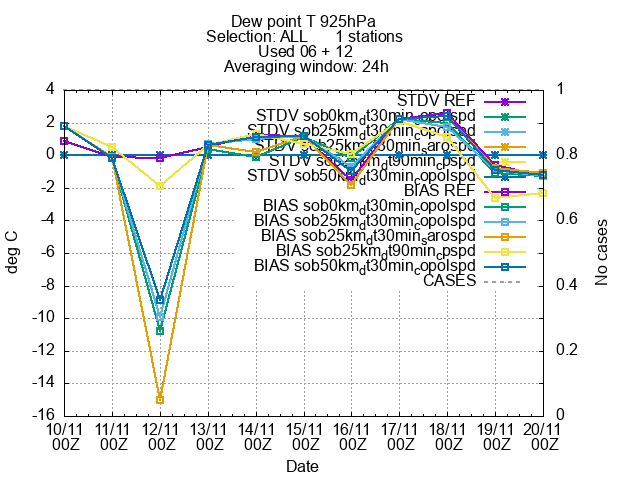 Dew point T 925hPa
Selection: ALL 1 stations
Used 06 + 12
Averaging window: 24h
4
2
0
-2
-4
-6
-8
-10
-12
-14
-16
deg C
1
0.8
0.6
0.4
0.2
0
No cases
STDV REF
STDV sob0km_dt30min_copolspd
STDV sob25km_dt30min_copolspd
STDV sob25km_dt30min_sarospd
STDV sob25km_dt90min_cpspd
STDV sob50km_dt30min_copolspd
BIAS REF
BIAS sob0km_dt30min_copolspd
BIAS sob25km_dt30min_copolspd
BIAS sob25km_dt30min_sarospd
BIAS sob25km_dt90min_cpspd
BIAS sob50km_dt30min_copolspd
CASES
10/11 11/11 12/11 13/11 14/11 15/11 16/11 17/11 18/11 19/11 20/11
00Z 00Z 00Z 00Z 00Z 00Z 00Z 00Z 00Z 00Z 00Z
Date